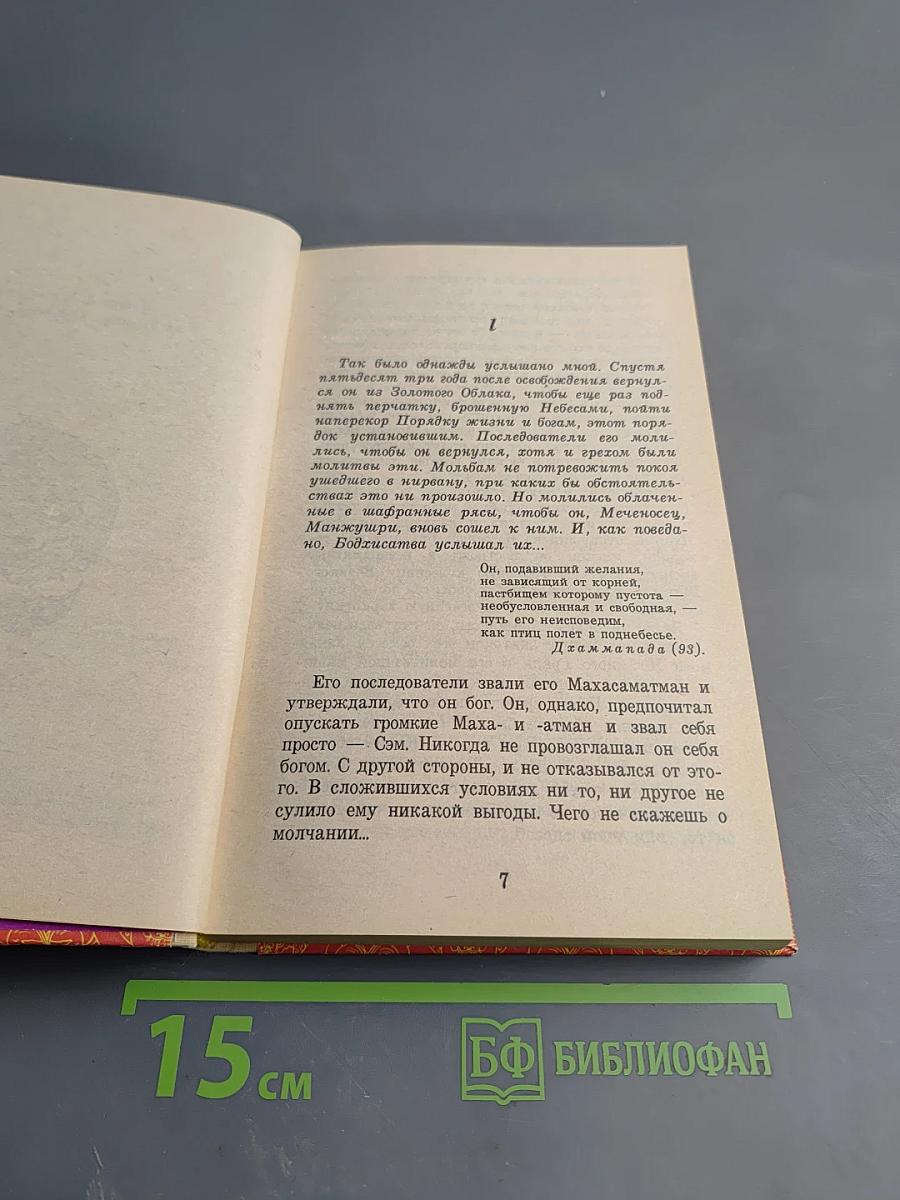 1
Так было однажды услышано мной. Спустя
пятьдесят три года после освобождения вернул-
ся он из Золотого Облака, чтобы еще раз под-
нять перчатку, брошенную Небесами, пойти
наперекор Порядку жизни и богам, этот поря-
док установившим. Последователи его моли-
лись, чтобы он вернулся, хотя и грехом были
молитвы эти. Мольбам не потревожить покоя
ушедшего в нирвану, при каких бы обстоятель-
ствах это ни произошло. Но молились облачен-
ные в шафранные рясы, чтобы он, Меченосец,
Манжушри, вновь сошел к ним. И, как поведа-
но, Бодхисатва услышал их...
Он, подавивший желания,
не зависящий от корней,
пастбищем которому пустота —
необусловленная и свободная, —
путь его неисповедим,
как птиц полет в поднебесье.
Дхаммапада (93).
Его последователи звали его Махасаматман и
утверждали, что он бог. Он, однако, предпочитал
опускать громкие Маха- и -атман и звал себя
просто — Сэм. Никогда не провозглашал он себя
богом. С другой стороны, и не отказывался от это-
го. В сложившихся условиях ни то, ни другое не
сулило ему никакой выгоды. Чего не скажешь о
молчании...
7
15 см
БФ БИБЛИОФАН